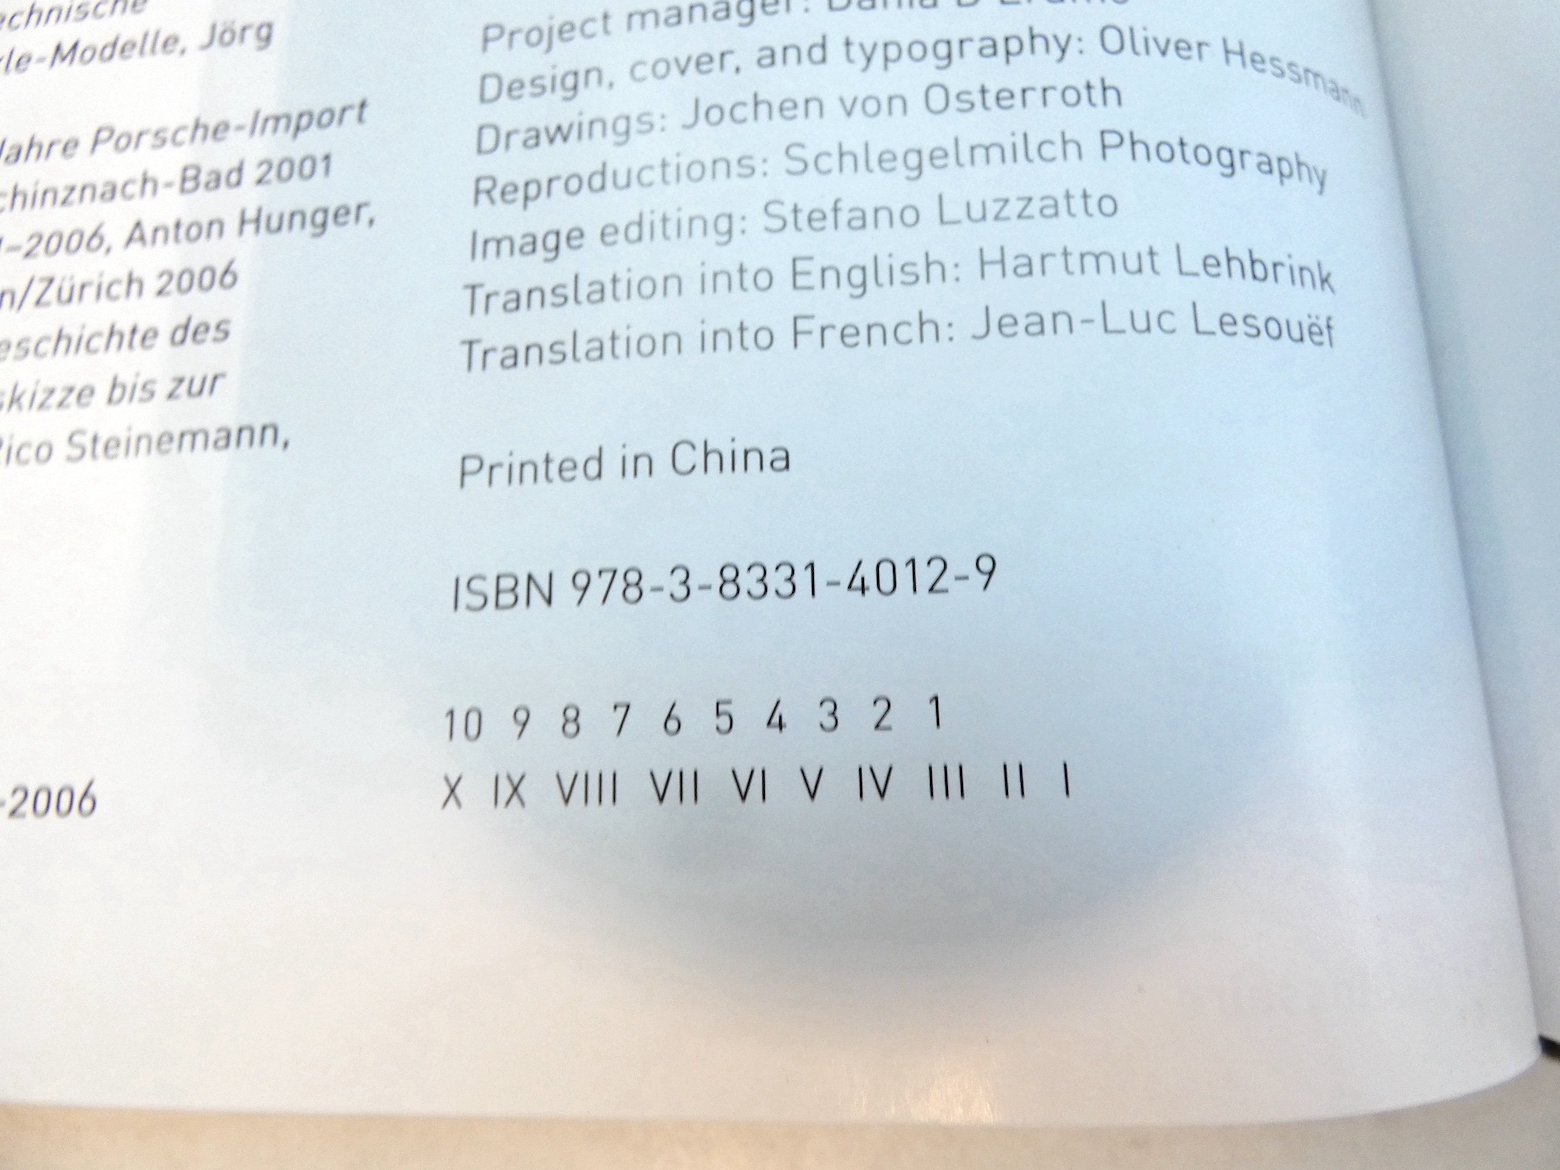 echnische
le-Modelle, Jörg
Jahre Porsche-Import
chinznach-Bad 2001
-2006, Anton Hunger,
n/Zürich 2006
eschichte des
skizze bis zur
Rico Steinemann,
-2006
Project manager:
Design, cover, and typography: Oliver Hessmann
Drawings: Jochen von Osterroth
Reproductions: Schlegelmilch Photography
Image editing: Stefano Luzzatto
Translation into English: Hartmut Lehbrink
Translation into French: Jean-Luc Lesouëf
Printed in China
ISBN 978-3-8331-4012-9
10 9 8 7 6 5 4 3 2 1
X IX VIII VII VI V IV III II I